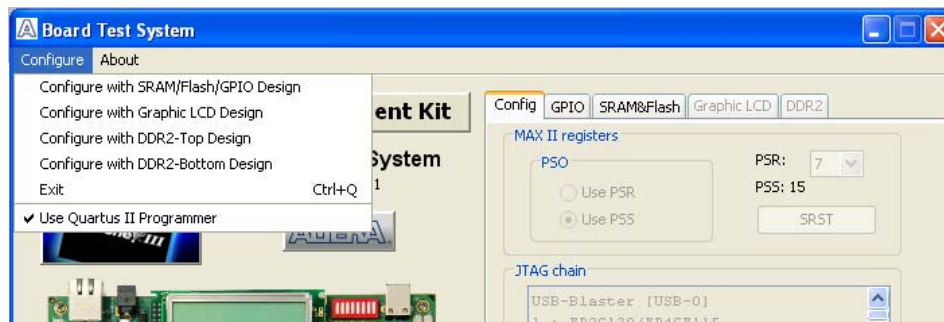 Board Test System
Configure About
Configure with SRAM/Flash/GPIO Design
Configure with Graphic LCD Design
Configure with DDR2-Top Design
Configure with DDR2-Bottom Design
Exit Ctrl+Q
Use Quartus II Programmer
ent Kit
System
1
III
ALTERA
Config GPIO SRAM&Flash Graphic LCD DDR2
MAX II registers
PSO
Use PSR
Use PSS
PSR: 7
PSS: 15
SRST
JTAG chain
USB-Blaster [USB-0]